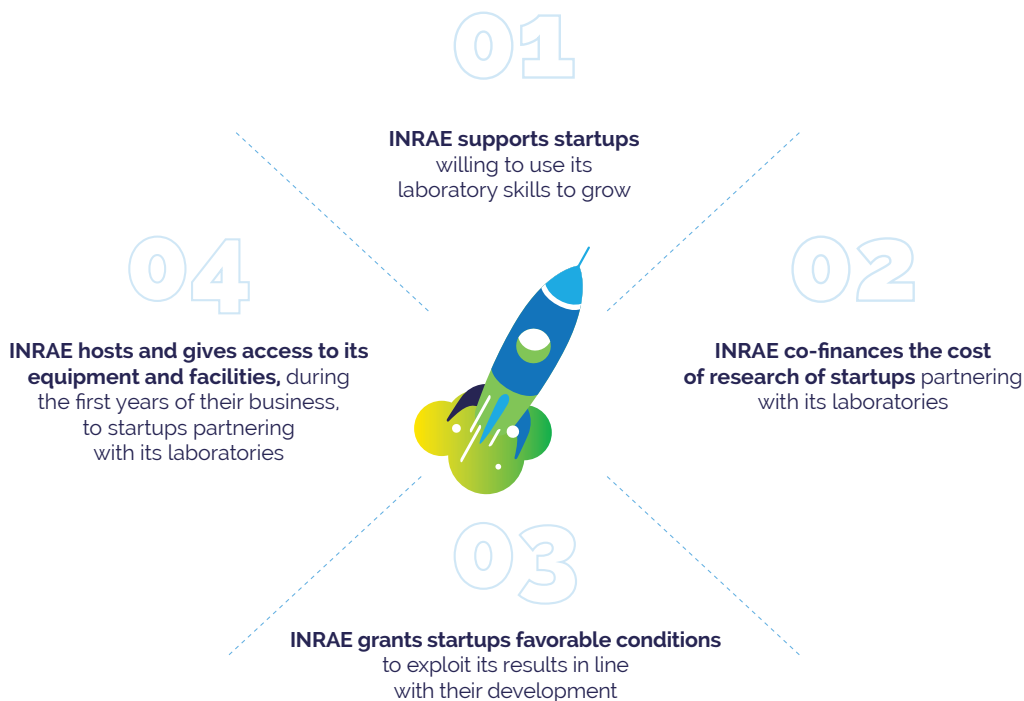 01
INRAE supports startups
willing to use its
laboratory skills to grow
02
INRAE co-finances the cost
of research of startups partnering
with its laboratories
03
INRAE grants startups favorable conditions
to exploit its results in line
with their development
04
INRAE hosts and gives access to its
equipment and facilities, during
the first years of their business,
to startups partnering
with its laboratories